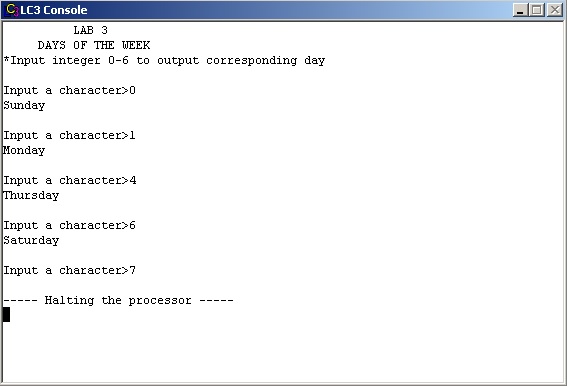 LC3 Console
LAB 3
DAYS OF THE WEEK
*Input integer 0-6 to output corresponding day
Input a character>0
Sunday
Input a character>1
Monday
Input a character>4
Thursday
Input a character>6
Saturday
Input a character>7
----- Halting the processor -----